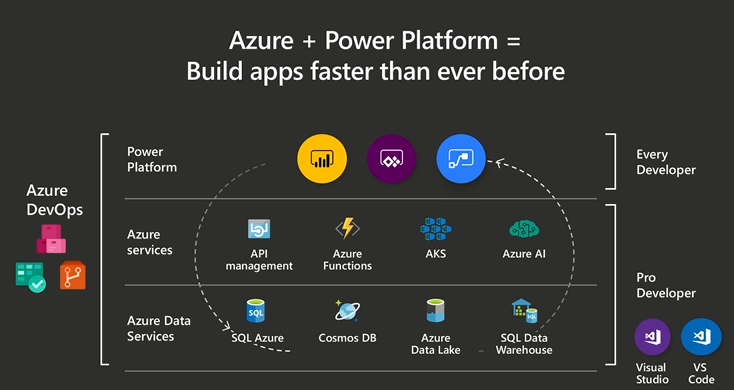 Azure + Power Platform =
Build apps faster than ever before
Azure
DevOps
Power
Platform
Every
Developer
Azure
services
API
management
Azure
Functions
AKS
Azure AI
Pro
Developer
Azure Data
Services
SQL
SQL Azure
Cosmos DB
Azure
Data Lake
SQL Data
Warehouse
Visual
Studio
VS
Code